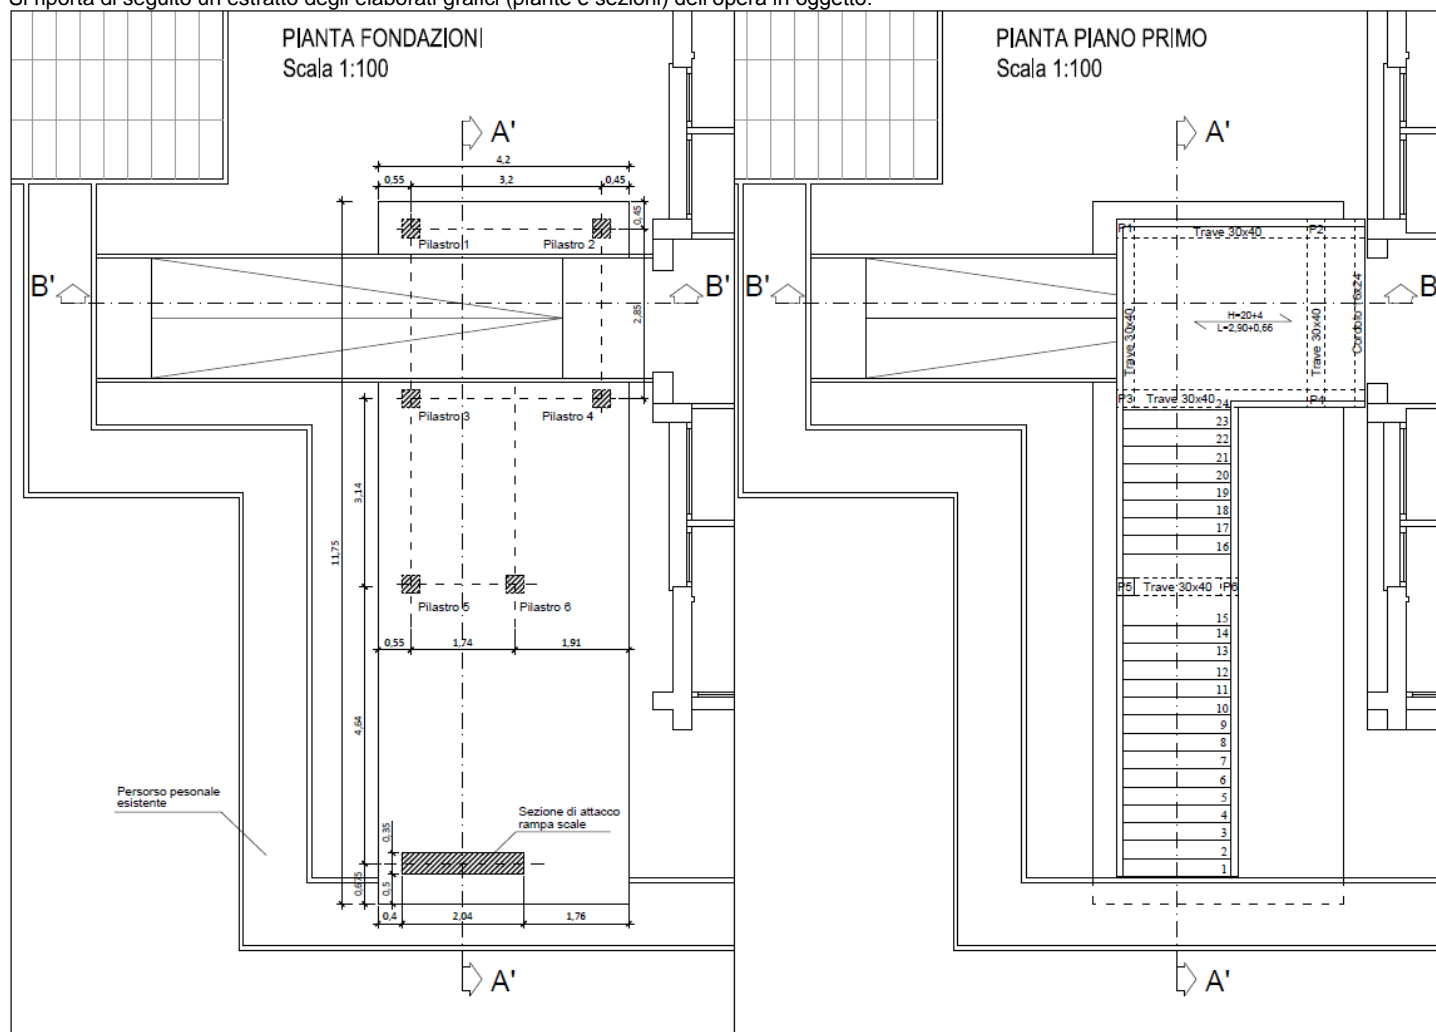 Si riporta di seguito un estratto degli elaborati grafici (piante e sezioni) dell'opera in oggetto.
PIANTA FONDAZIONI
Scala 1:100
A'
4,2
0,55
3,2
0,45
0,45
Pilastro 1
Pilastro 2
B'
B'
2,85
Pilastro 3
Pilastro 4
3,14
11,75
Pilastro 5
Pilastro 6
0,55
1,74
1,91
4,64
Persorso pesonale
esistente
Sezione di attacco
rampa scale
0,35
0,675
0,5
0,4
2,04
1,76
A'
PIANTA PIANO PRIMO
Scala 1:100
A'
P1
Trave 30x40
P2
B'
B
H=20+4
L=2,90+0,66
Trave 30x40
Trave 30x40
Cordolo 16x24
P3
Trave 30x40
24
P4
23
22
21
20
19
18
17
16
P5
Trave 30x40
P6
15
14
13
12
11
10
9
8
7
6
5
4
3
2
1
A'